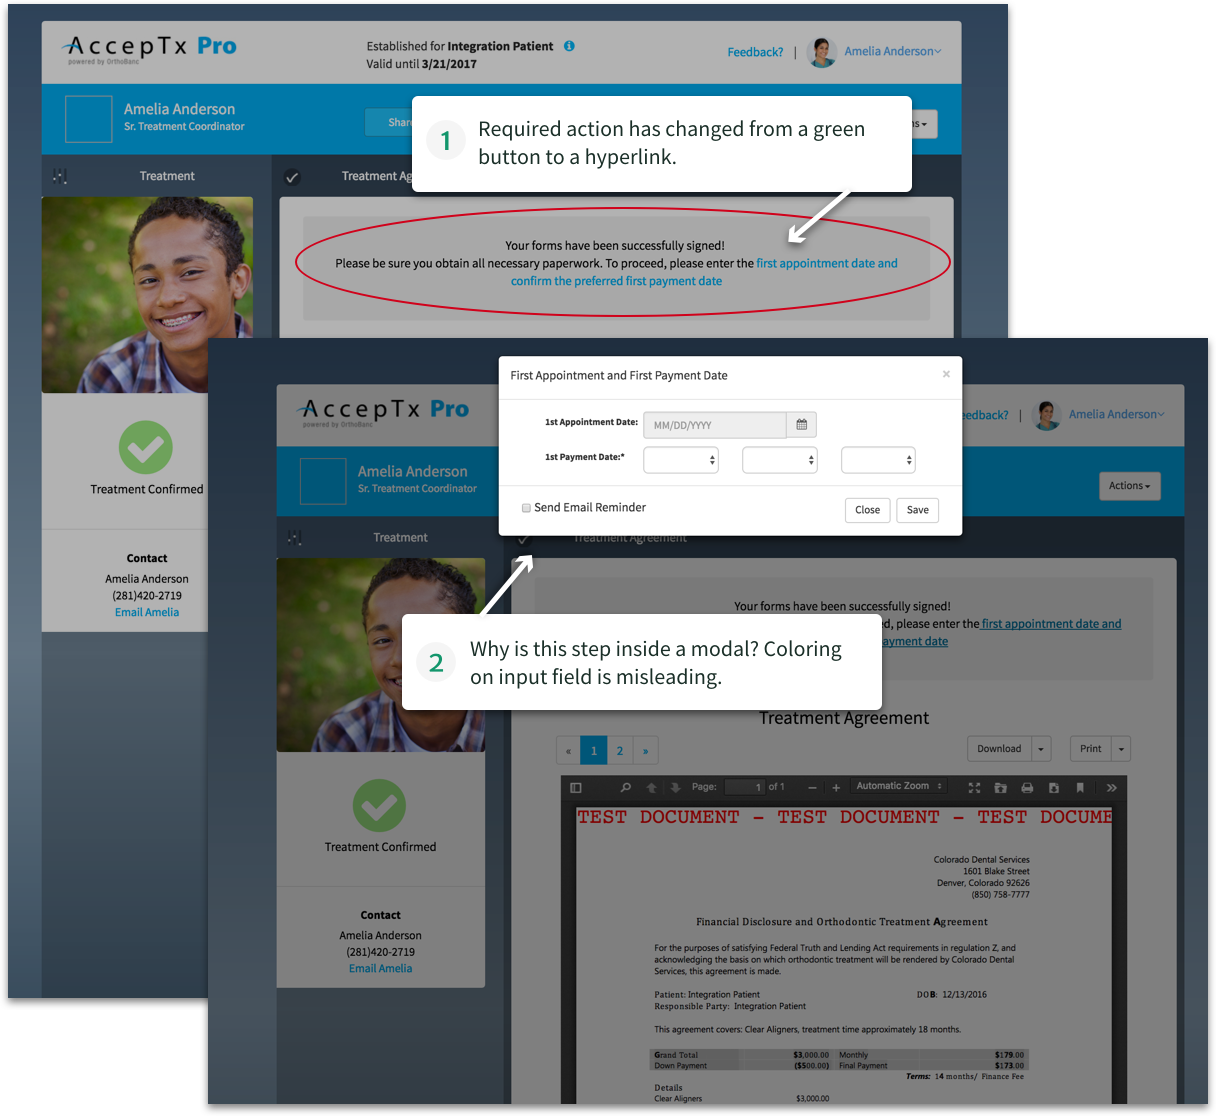 AccepTx Pro
powered by OrthoBanc
Established for Integration Patient
Valid until 3/21/2017
Feedback? | Amelia Anderson
Amelia Anderson
Sr. Treatment Coordinator
1
Required action has changed from a green
button to a hyperlink.
Treatment
Your forms have been successfully signed!
Please be sure you obtain all necessary paperwork. To proceed, please enter the first appointment date and
confirm the preferred first payment date
Treatment Confirmed
Contact
Amelia Anderson
(281)420-2719
Email Amelia
First Appointment and First Payment Date ×
1st Appointment Date: MM/DD/YYYY
1st Payment Date:*
Send Email Reminder Close Save
AccepTx Pro
powered by OrthoBanc
edback? | Amelia Anderson
Amelia Anderson
Sr. Treatment Coordinator
Actions
Treatment
Treatment Agreement
Your forms have been successfully signed!
ed, please enter the first appointment date and
ayment date
2
Why is this step inside a modal? Coloring
on input field is misleading.
Treatment Agreement
« 1 2 » Download Print
Page: 1 of 1 — + Automatic Zoom
TEST DOCUMENT – TEST DOCUMENT – TEST DOCUME
Colorado Dental Services
1601 Blake Street
Denver, Colorado 92626
(850) 758-7777
Financial Disclosure and Orthodontic Treatment Agreement
For the purposes of satisfying Federal Truth and Lending Act requirements in regulation Z, and
acknowledging the basis on which orthodontic treatment will be rendered by Colorado Dental
Services, this agreement is made.
Patient: Integration Patient DOB: 12/13/2016
Responsible Party: Integration Patient
This agreement covers: Clear Aligners, treatment time approximately 18 months.
Grand Total $3,000.00 Monthly $179.00
Down Payment ($500.00) Final Payment $173.00
Terms: 14 months/ Finance Fee
Details
Clear Aligners $3,000.00
Treatment Confirmed
Contact
Amelia Anderson
(281)420-2719
Email Amelia